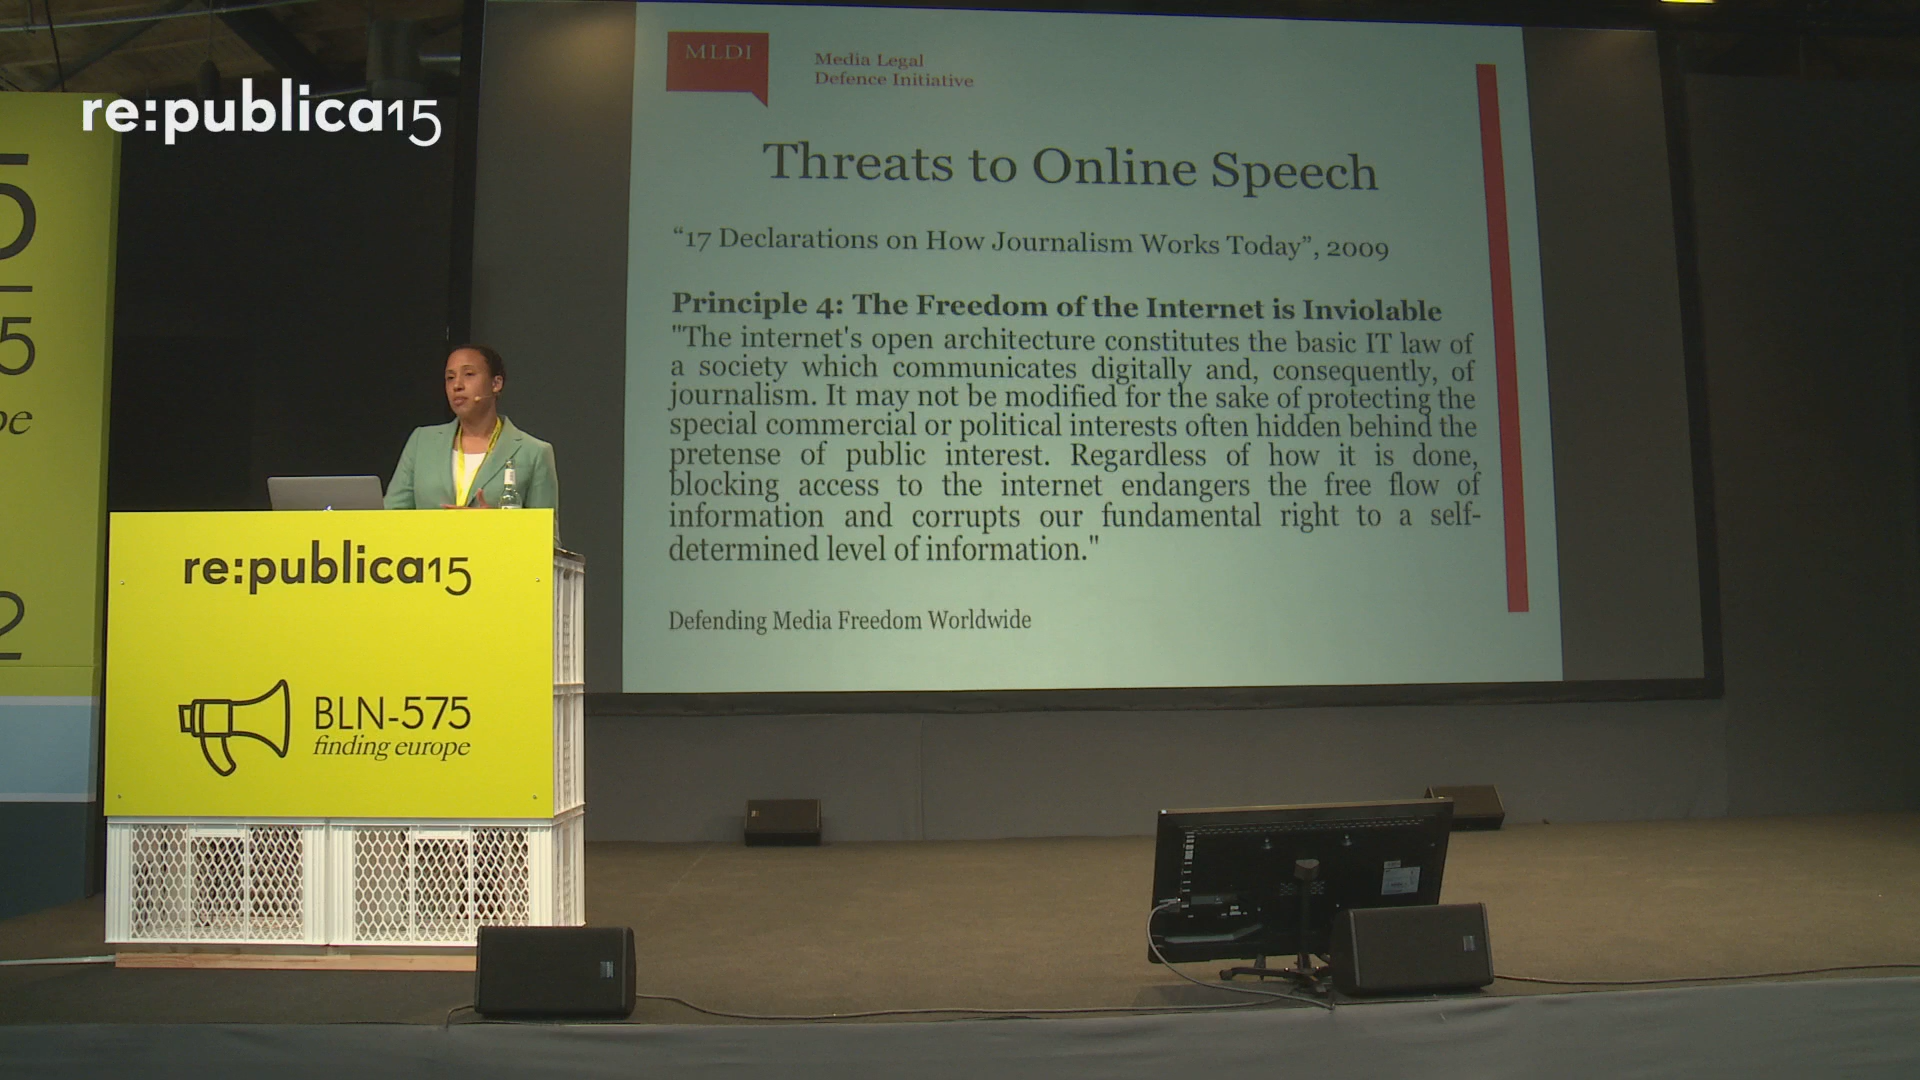 re:publica15
5
5
pe
2
MLDI
Media Legal
Defence Initiative
Threats to Online Speech
“17 Declarations on How Journalism Works Today”, 2009
Principle 4: The Freedom of the Internet is Inviolable
"The internet's open architecture constitutes the basic IT law of
a society which communicates digitally and, consequently, of
journalism. It may not be modified for the sake of protecting the
special commercial or political interests often hidden behind the
pretense of public interest. Regardless of how it is done,
blocking access to the internet endangers the free flow of
information and corrupts our fundamental right to a self-
determined level of information."
Defending Media Freedom Worldwide
re:publica15
BLN-575
finding europe